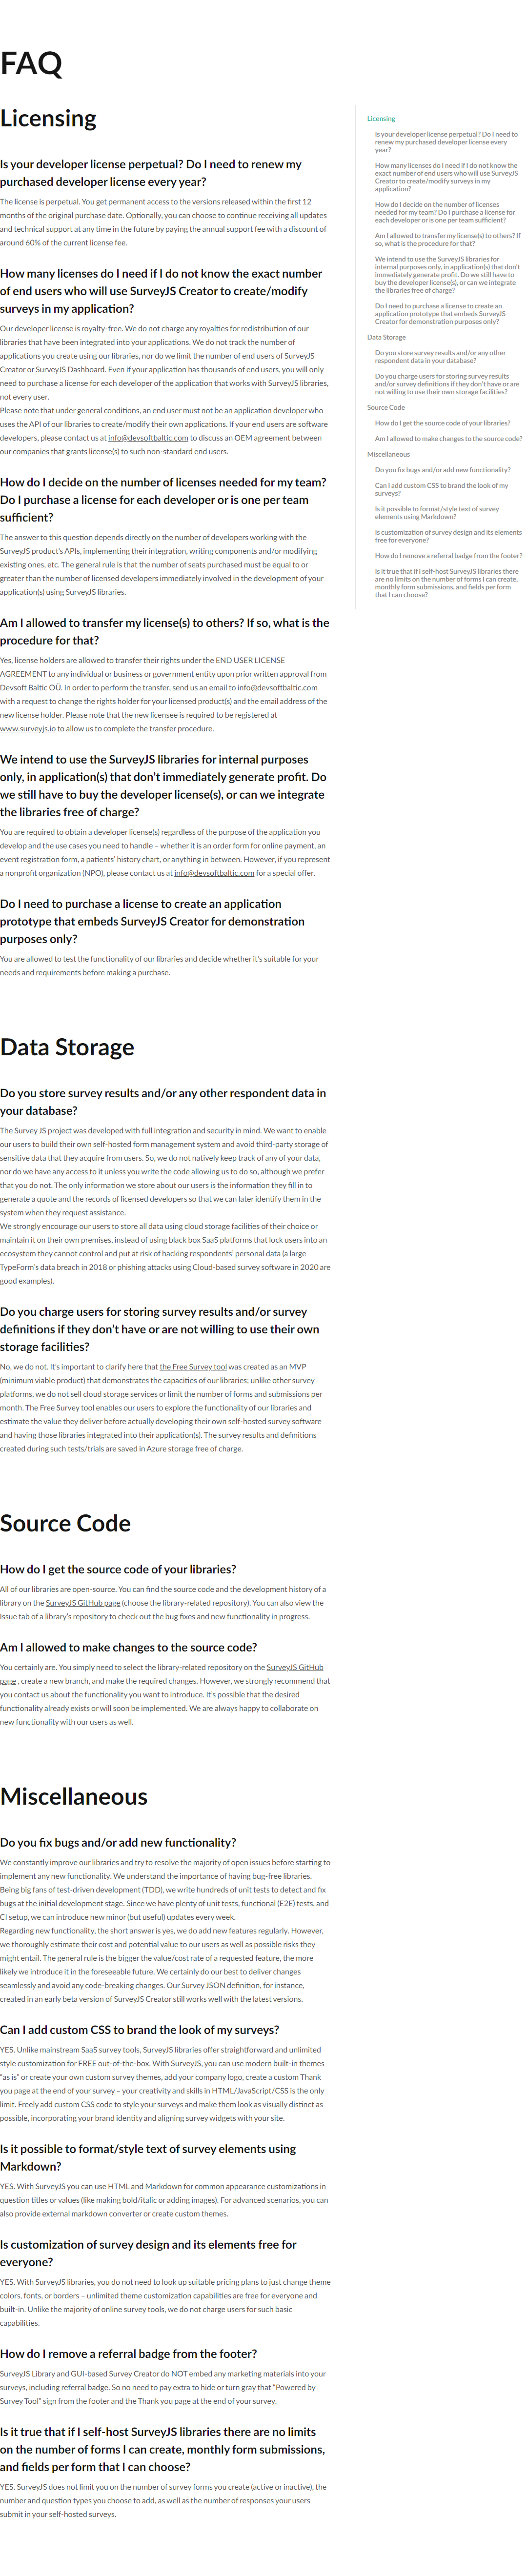 FAQ
Licensing
Is your developer license perpetual? Do I need to renew my
purchased developer license every year?
The license is perpetual. You get permanent access to the versions released within the first 12
months of the original purchase date. Optionally, you can choose to continue receiving all updates
and technical support at any time in the future by paying the annual support fee with a discount of
around 60% of the current license fee.
How many licenses do I need if I do not know the exact number
of end users who will use SurveyJS Creator to create/modify
surveys in my application?
Our developer license is royalty-free. We do not charge any royalties for redistribution of our
libraries that have been integrated into your applications. We do not track the number of
applications you create using our libraries, nor do we limit the number of end users of SurveyJS
Creator or SurveyJS Dashboard. Even if your application has thousands of end users, you will only
need to purchase a license for each developer of the application that works with SurveyJS libraries,
not every user.
Please note that under general conditions, an end user must not be an application developer who
uses the API of our libraries to create/modify their own applications. If your end users are software
developers, please contact us at info@devsoftbaltic.com to discuss an OEM agreement between
our companies that grants license(s) to such non-standard end users.
How do I decide on the number of licenses needed for my team?
Do I purchase a license for each developer or is one per team
sufficient?
The answer to this question depends directly on the number of developers working with the
SurveyJS product's APIs, implementing their integration, writing components and/or modifying
existing ones, etc. The general rule is that the number of seats purchased must be equal to or
greater than the number of licensed developers immediately involved in the development of your
application(s) using SurveyJS libraries.
Am I allowed to transfer my license(s) to others? If so, what is the
procedure for that?
Yes, license holders are allowed to transfer their rights under the END USER LICENSE
AGREEMENT to any individual or business or government entity upon prior written approval from
Devsoft Baltic OÜ. In order to perform the transfer, send us an email to info@devsoftbaltic.com
with a request to change the rights holder for your licensed product(s) and the email address of the
new license holder. Please note that the new licensee is required to be registered at
www.surveyjs.io to allow us to complete the transfer procedure.
We intend to use the SurveyJS libraries for internal purposes
only, in application(s) that don't immediately generate profit. Do
we still have to buy the developer license(s), or can we integrate
the libraries free of charge?
You are required to obtain a developer license(s) regardless of the purpose of the application you
develop and the use cases you need to handle – whether it is an order form for online payment, an
event registration form, a patients' history chart, or anything in between. However, if you represent
a nonprofit organization (NPO), please contact us at info@devsoftbaltic.com for a special offer.
Do I need to purchase a license to create an application
prototype that embeds SurveyJS Creator for demonstration
purposes only?
You are allowed to test the functionality of our libraries and decide whether it's suitable for your
needs and requirements before making a purchase.
Data Storage
Do you store survey results and/or any other respondent data in
your database?
The Survey JS project was developed with full integration and security in mind. We want to enable
our users to build their own self-hosted form management system and avoid third-party storage of
sensitive data that they acquire from users. So, we do not natively keep track of any of your data,
nor do we have any access to it unless you write the code allowing us to do so, although we prefer
that you do not. The only information we store about our users is the information they fill in to
generate a quote and the records of licensed developers so that we can later identify them in the
system when they request assistance.
We strongly encourage our users to store all data using cloud storage facilities of their choice or
maintain it on their own premises, instead of using black box SaaS platforms that lock users into an
ecosystem they cannot control and put at risk of hacking respondents' personal data (a large
TypeForm's data breach in 2018 or phishing attacks using Cloud-based survey software in 2020 are
good examples).
Do you charge users for storing survey results and/or survey
definitions if they don't have or are not willing to use their own
storage facilities?
No, we do not. It's important to clarify here that the Free Survey tool was created as an MVP
(minimum viable product) that demonstrates the capacities of our libraries; unlike other survey
platforms, we do not sell cloud storage services or limit the number of forms and submissions per
month. The Free Survey tool enables our users to explore the functionality of our libraries and
estimate the value they deliver before actually developing their own self-hosted survey software
and having those libraries integrated into their application(s). The survey results and definitions
created during such tests/trials are saved in Azure storage free of charge.
Source Code
How do I get the source code of your libraries?
All of our libraries are open-source. You can find the source code and the development history of a
library on the SurveyJS GitHub page (choose the library-related repository). You can also view the
Issue tab of a library's repository to check out the bug fixes and new functionality in progress.
Am I allowed to make changes to the source code?
You certainly are. You simply need to select the library-related repository on the SurveyJS GitHub
page , create a new branch, and make the required changes. However, we strongly recommend that
you contact us about the functionality you want to introduce. It's possible that the desired
functionality already exists or will soon be implemented. We are always happy to collaborate on
new functionality with our users as well.
Miscellaneous
Do you fix bugs and/or add new functionality?
We constantly improve our libraries and try to resolve the majority of open issues before starting to
implement any new functionality. We understand the importance of having bug-free libraries.
Being big fans of test-driven development (TDD), we write hundreds of unit tests to detect and fix
bugs at the initial development stage. Since we have plenty of unit tests, functional (E2E) tests, and
CI setup, we can introduce new minor (but useful) updates every week.
Regarding new functionality, the short answer is yes, we do add new features regularly. However,
we thoroughly estimate their cost and potential value to our users as well as possible risks they
might entail. The general rule is the bigger the value/cost rate of a requested feature, the more
likely we introduce it in the foreseeable future. We certainly do our best to deliver changes
seamlessly and avoid any code-breaking changes. Our Survey JSON definition, for instance,
created in an early beta version of SurveyJS Creator still works well with the latest versions.
Can I add custom CSS to brand the look of my surveys?
YES. Unlike mainstream SaaS survey tools, SurveyJS libraries offer straightforward and unlimited
style customization for FREE out-of-the-box. With SurveyJS, you can use modern built-in themes
"as is" or create your own custom survey themes, add your company logo, create a custom Thank
you page at the end of your survey – your creativity and skills in HTML/JavaScript/CSS is the only
limit. Freely add custom CSS code to style your surveys and make them look as visually distinct as
possible, incorporating your brand identity and aligning survey widgets with your site.
Is it possible to format/style text of survey elements using
Markdown?
YES. With SurveyJS you can use HTML and Markdown for common appearance customizations in
question titles or values (like making bold/italic or adding images). For advanced scenarios, you can
also provide external markdown converter or create custom themes.
Is customization of survey design and its elements free for
everyone?
YES. With SurveyJS libraries, you do not need to look up suitable pricing plans to just change theme
colors, fonts, or borders – unlimited theme customization capabilities are free for everyone and
built-in. Unlike the majority of online survey tools, we do not charge users for such basic
capabilities.
How do I remove a referral badge from the footer?
SurveyJS Library and GUI-based Survey Creator do NOT embed any marketing materials into your
surveys, including referral badge. So no need to pay extra to hide or turn gray that "Powered by
Survey Tool" sign from the footer and the Thank you page at the end of your survey.
Is it true that if I self-host SurveyJS libraries there are no limits
on the number of forms I can create, monthly form submissions,
and fields per form that I can choose?
YES. SurveyJS does not limit you on the number of survey forms you create (active or inactive), the
number and question types you choose to add, as well as the number of responses your users
submit in your self-hosted surveys.
Licensing
Is your developer license perpetual? Do I need to
renew my purchased developer license every
year?
How many licenses do I need if I do not know the
exact number of end users who will use SurveyJS
Creator to create/modify surveys in my
application?
How do I decide on the number of licenses
needed for my team? Do I purchase a license for
each developer or is one per team sufficient?
Am I allowed to transfer my license(s) to others? If
so, what is the procedure for that?
We intend to use the SurveyJS libraries for
internal purposes only, in application(s) that don't
immediately generate profit. Do we still have to
buy the developer license(s), or can we integrate
the libraries free of charge?
Do I need to purchase a license to create an
application prototype that embeds SurveyJS
Creator for demonstration purposes only?
Data Storage
Do you store survey results and/or any other
respondent data in your database?
Do you charge users for storing survey results
and/or survey definitions if they don't have or are
not willing to use their own storage facilities?
Source Code
How do I get the source code of your libraries?
Am I allowed to make changes to the source code?
Miscellaneous
Do you fix bugs and/or add new functionality?
Can I add custom CSS to brand the look of my
surveys?
Is it possible to format/style text of survey
elements using Markdown?
Is customization of survey design and its elements
free for everyone?
How do I remove a referral badge from the footer?
Is it true that if I self-host SurveyJS libraries there
are no limits on the number of forms I can create,
monthly form submissions, and fields per form
that I can choose?